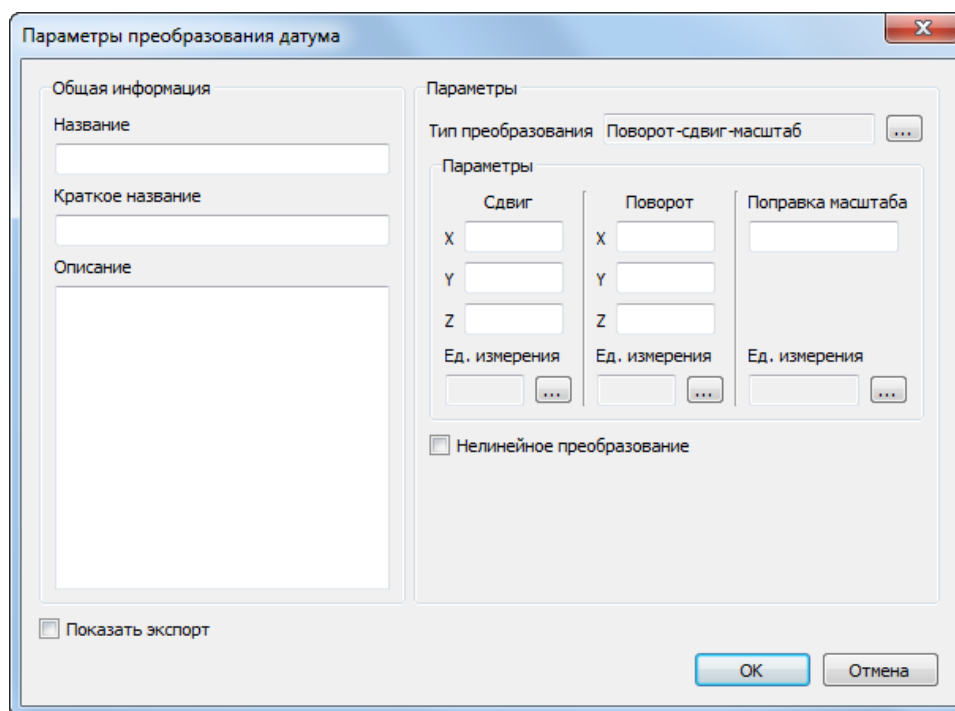 Параметры преобразования датума
Общая информация
Название
Краткое название
Описание
Параметры
Тип преобразования Поворот-сдвиг-масштаб ...
Параметры
Сдвиг Поворот Поправка масштаба
X X
Y Y
Z Z
Ед. измерения Ед. измерения Ед. измерения
... ... ...
Нелинейное преобразование
Показать экспорт
OK Отмена